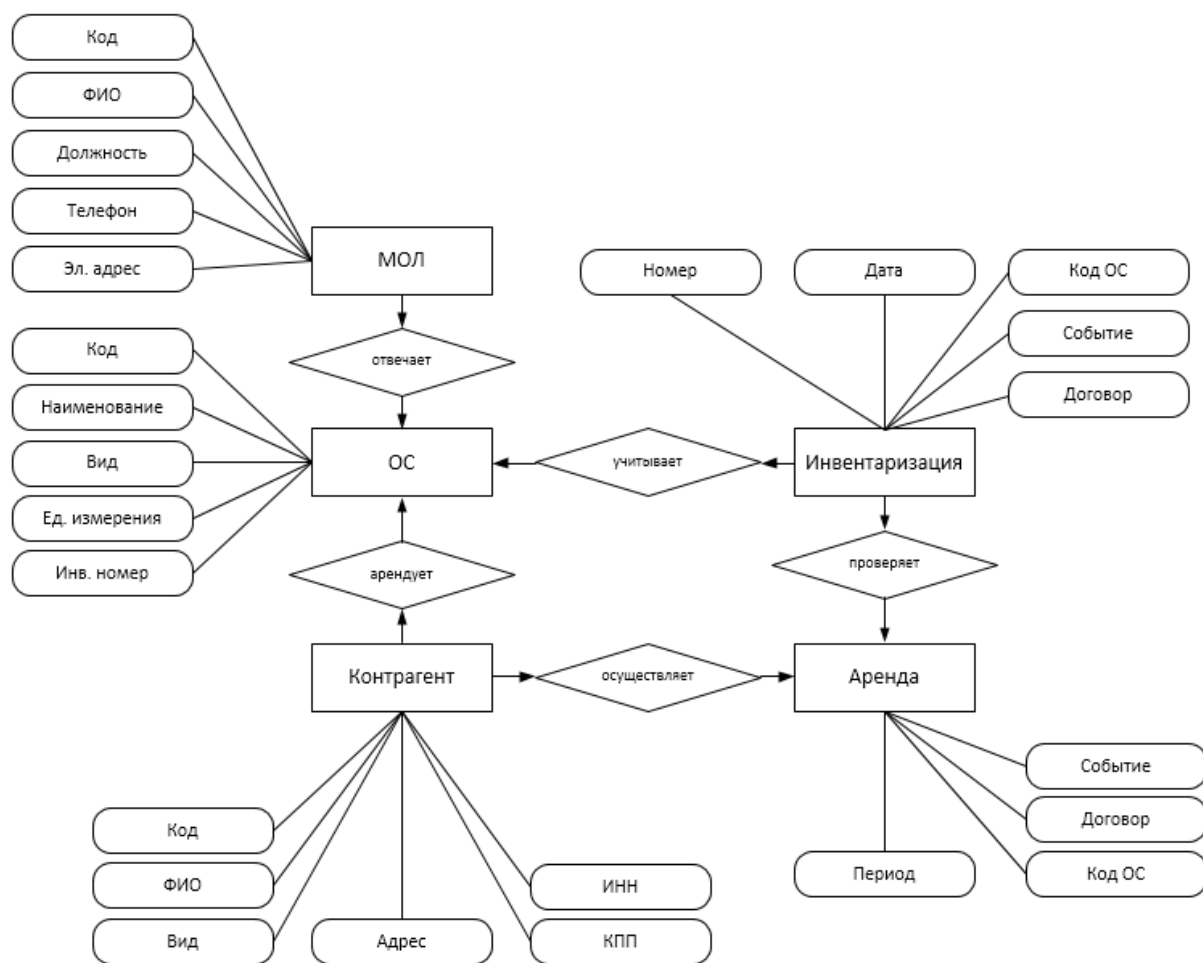 Код
ФИО
Должность
Телефон
Эл. адрес
МОЛ
Номер
Дата
Код ОС
Событие
Договор
отвечает
Код
Наименование
Вид
Ед. измерения
Инв. номер
ОС
учитывает
Инвентаризация
арендует
проверяет
Контрагент
осуществляет
Аренда
Код
ФИО
Вид
Адрес
ИНН
КПП
Период
Событие
Договор
Код ОС